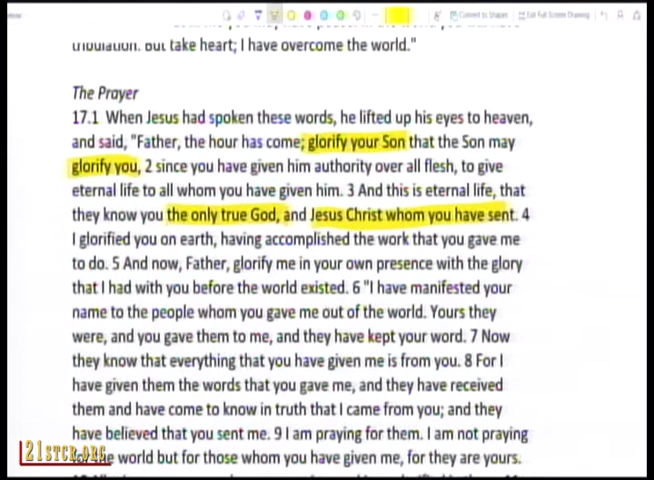 Convert to Shapes
Exit Full Screen Drawing
tribulation. But take heart; I have overcome the world."
The Prayer
17.1 When Jesus had spoken these words, he lifted up his eyes to heaven,
and said, "Father, the hour has come; glorify your Son that the Son may
glorify you, 2 since you have given him authority over all flesh, to give
eternal life to all whom you have given him. 3 And this is eternal life, that
they know you the only true God, and Jesus Christ whom you have sent. 4
I glorified you on earth, having accomplished the work that you gave me
to do. 5 And now, Father, glorify me in your own presence with the glory
that I had with you before the world existed. 6 "I have manifested your
name to the people whom you gave me out of the world. Yours they
were, and you gave them to me, and they have kept your word. 7 Now
they know that everything that you have given me is from you. 8 For I
have given them the words that you gave me, and they have received
them and have come to know in truth that I came from you; and they
have believed that you sent me. 9 I am praying for them. I am not praying
for the world but for those whom you have given me, for they are yours.
21STCR.ORG